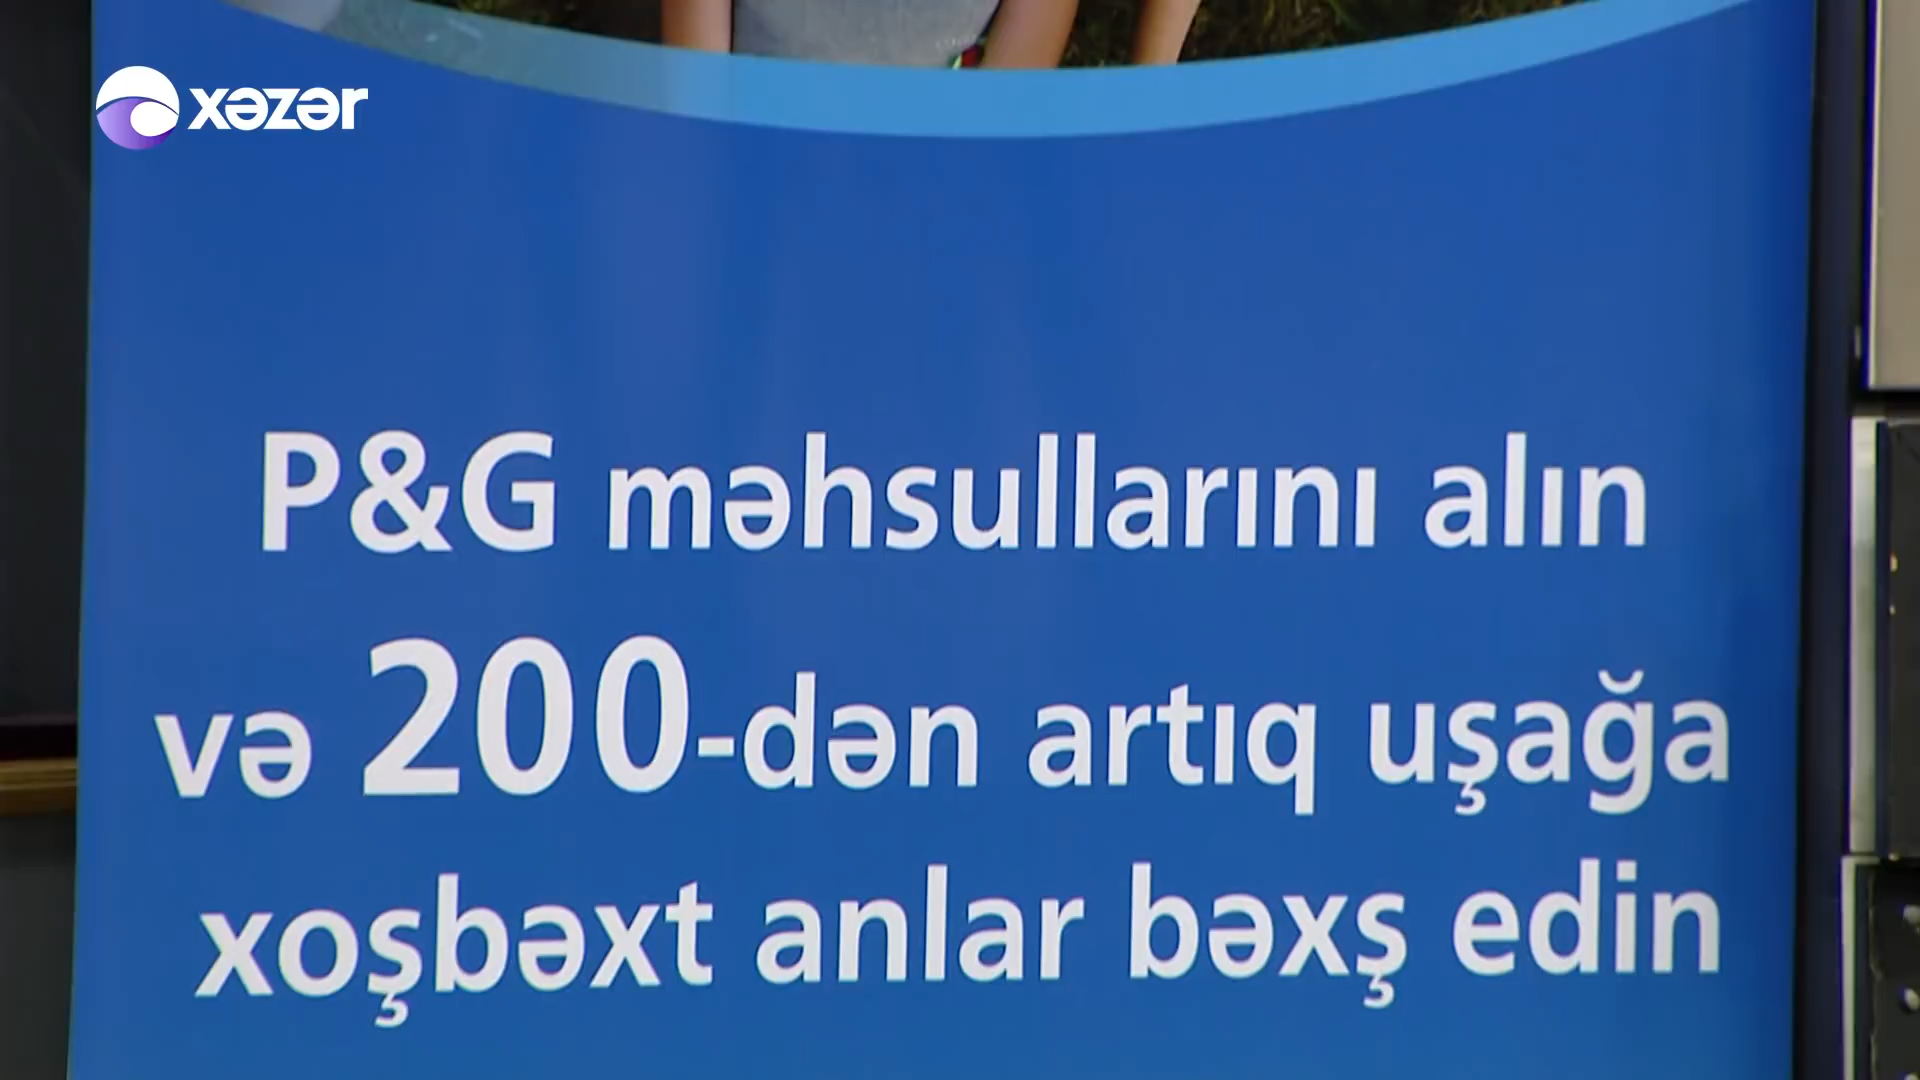 xəzər
P&G məhsullarını alın
və 200-dən artıq uşağa
xoşbəxt anlar bəxş edin